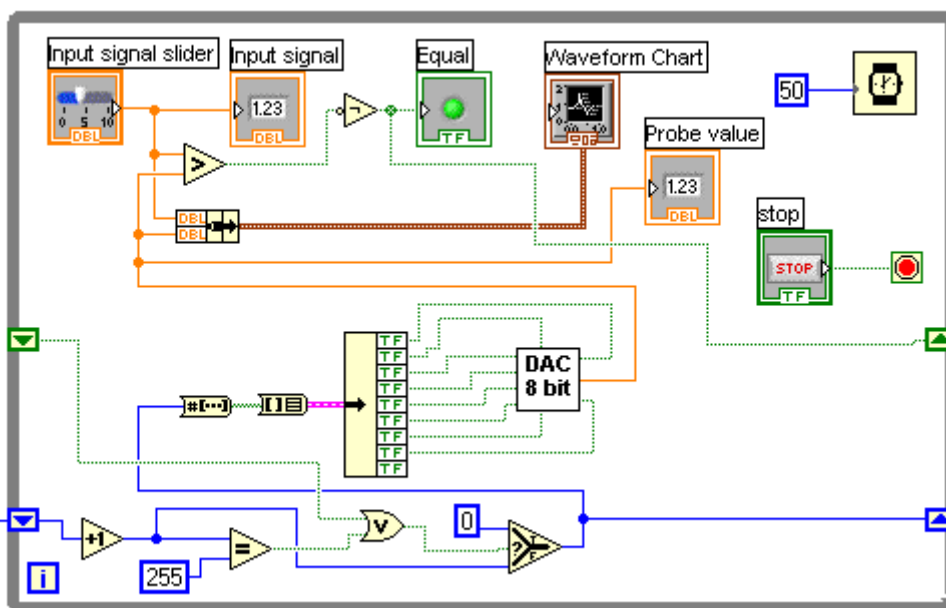 Input signal slider
Input signal
Equal
Waveform Chart
0 5 10
DBL
1.23
DBL
TF
50
Probe value
1.23
DBL
>
DBL
DBL
stop
STOP
TF
TF
TF
TF
TF
TF
TF
TF
TF
TF
DAC
8 bit
#[...]
[ ]
+1
=
255
V
0
?
T
F
i